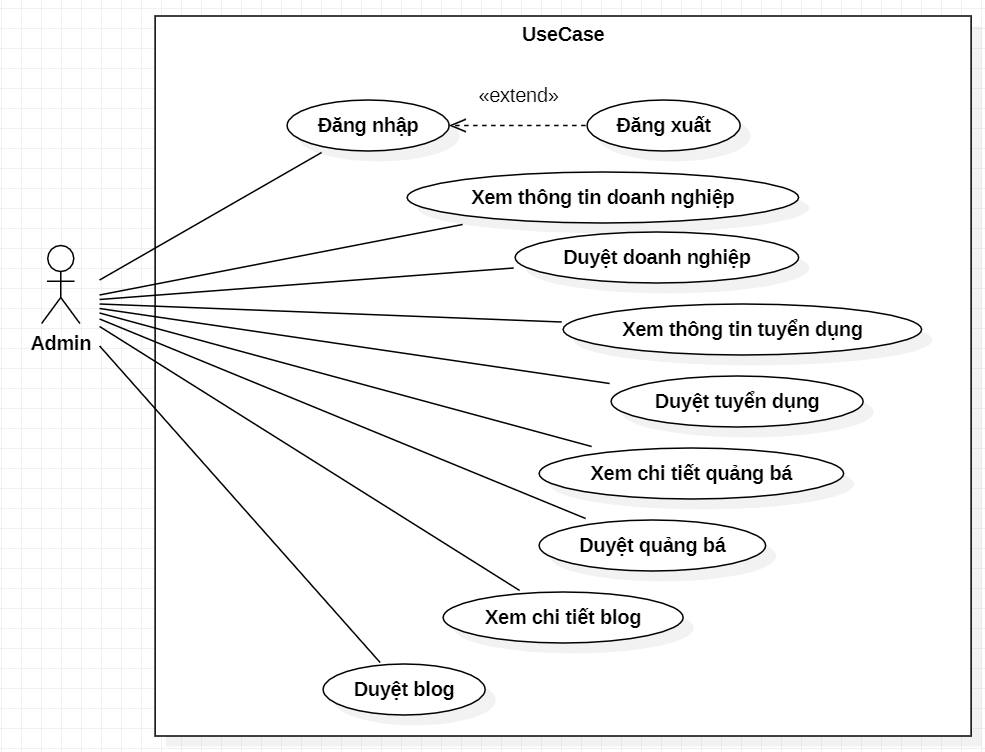 UseCase
«extend»
Đăng nhập
Đăng xuất
Xem thông tin doanh nghiệp
Duyệt doanh nghiệp
Xem thông tin tuyển dụng
Admin
Duyệt tuyển dụng
Xem chi tiết quảng bá
Duyệt quảng bá
Xem chi tiết blog
Duyệt blog